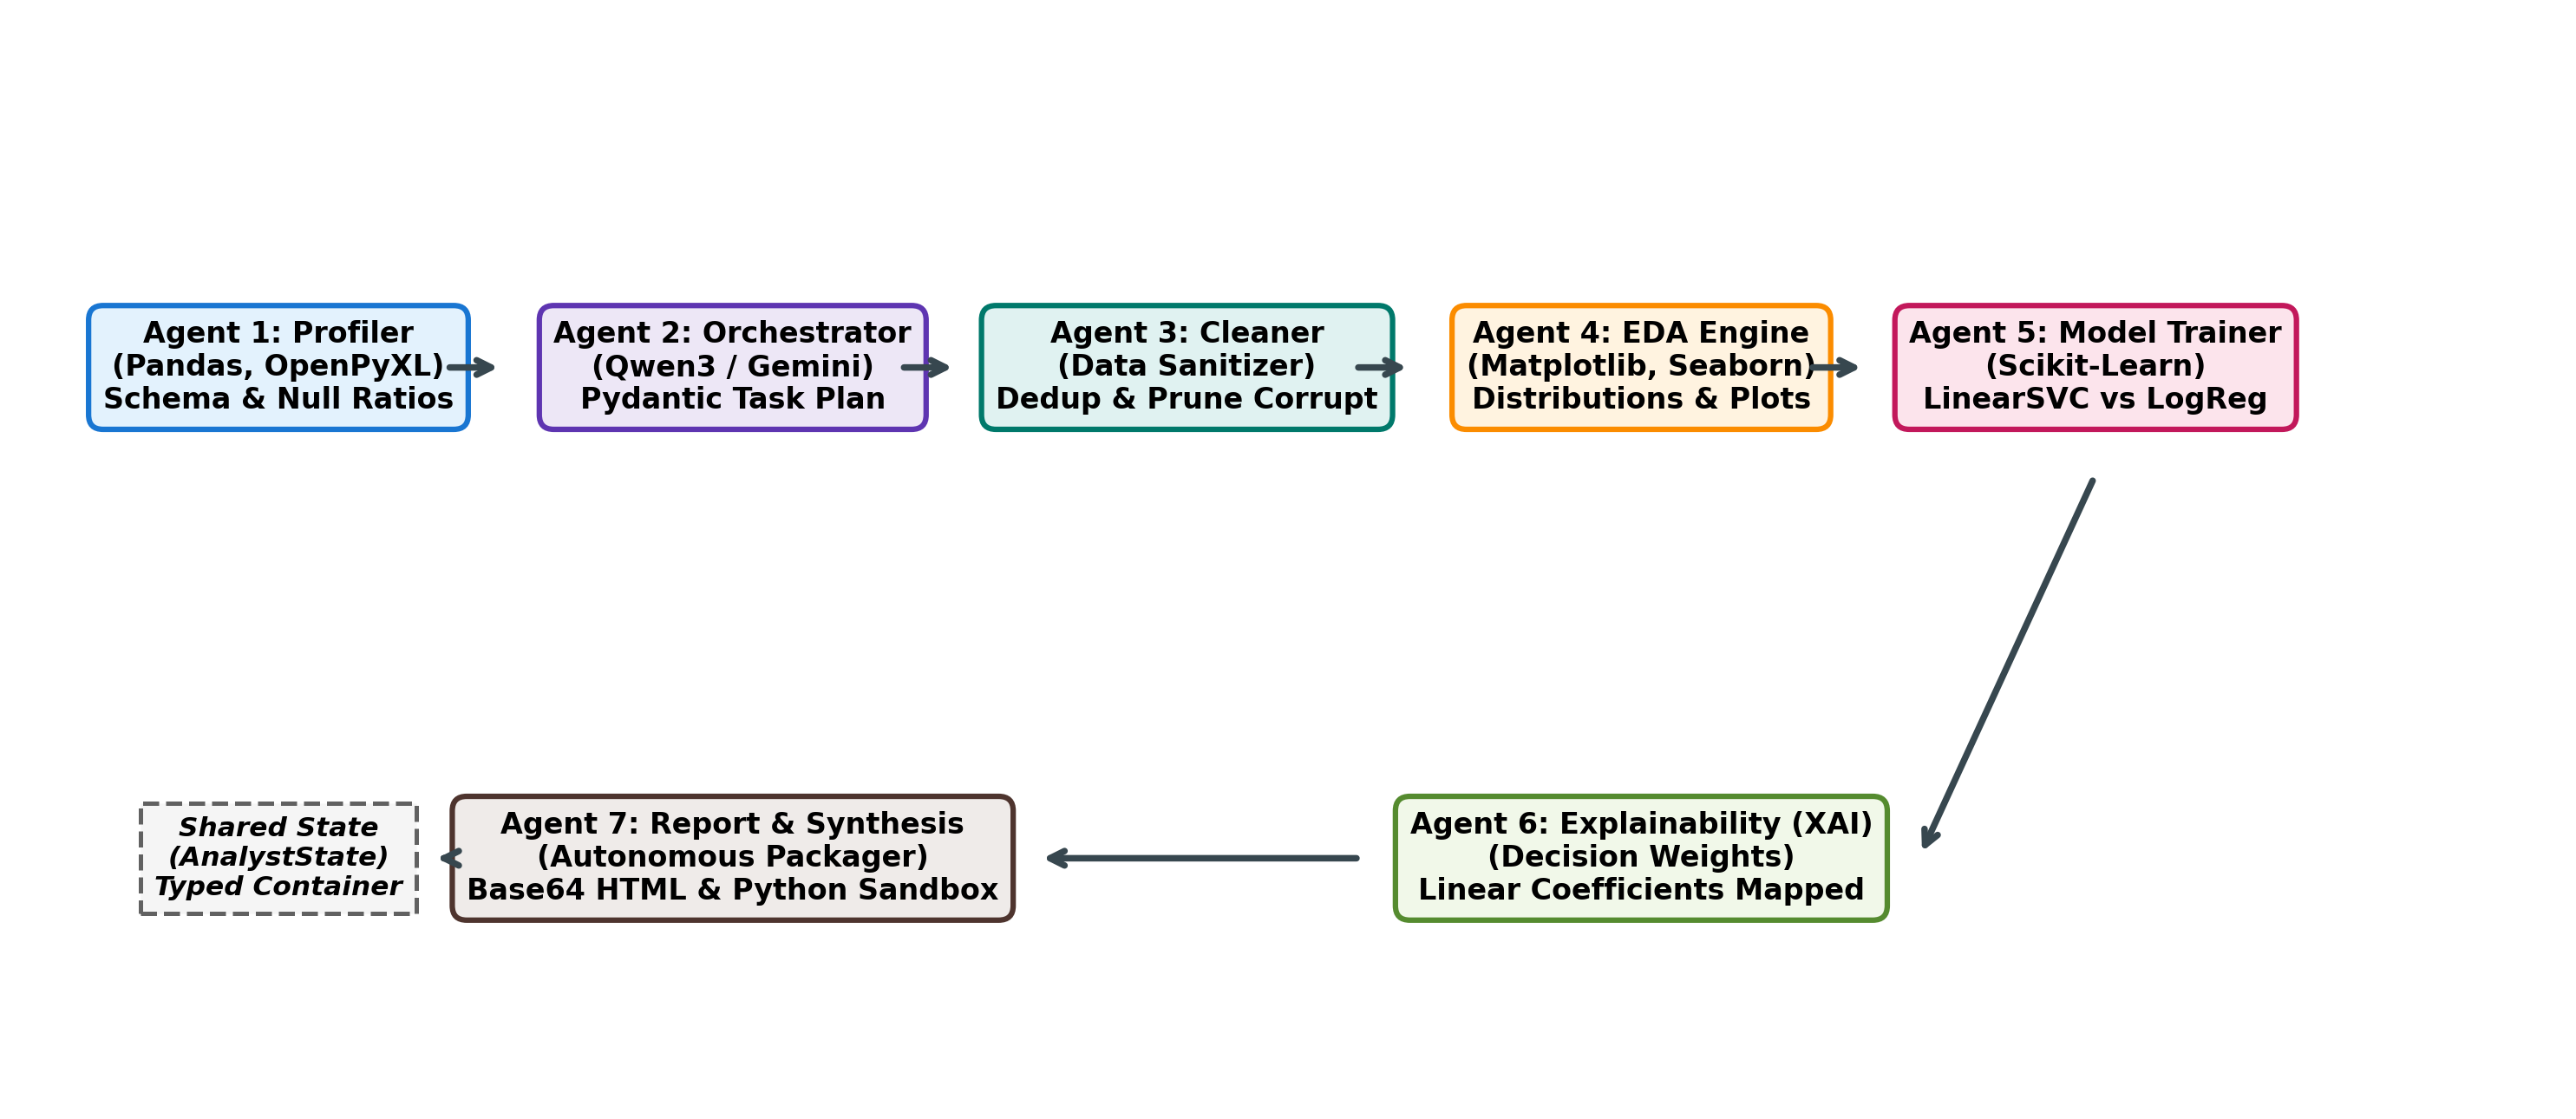 Agent 1: Profiler
(Pandas, OpenPyXL)
Schema & Null Ratios
Agent 2: Orchestrator
(Qwen3 / Gemini)
Pydantic Task Plan
Agent 3: Cleaner
(Data Sanitizer)
Dedup & Prune Corrupt
Agent 4: EDA Engine
(Matplotlib, Seaborn)
Distributions & Plots
Agent 5: Model Trainer
(Scikit-Learn)
LinearSVC vs LogReg
Shared State
(AnalystState)
Typed Container
Agent 7: Report & Synthesis
(Autonomous Packager)
Base64 HTML & Python Sandbox
Agent 6: Explainability (XAI)
(Decision Weights)
Linear Coefficients Mapped